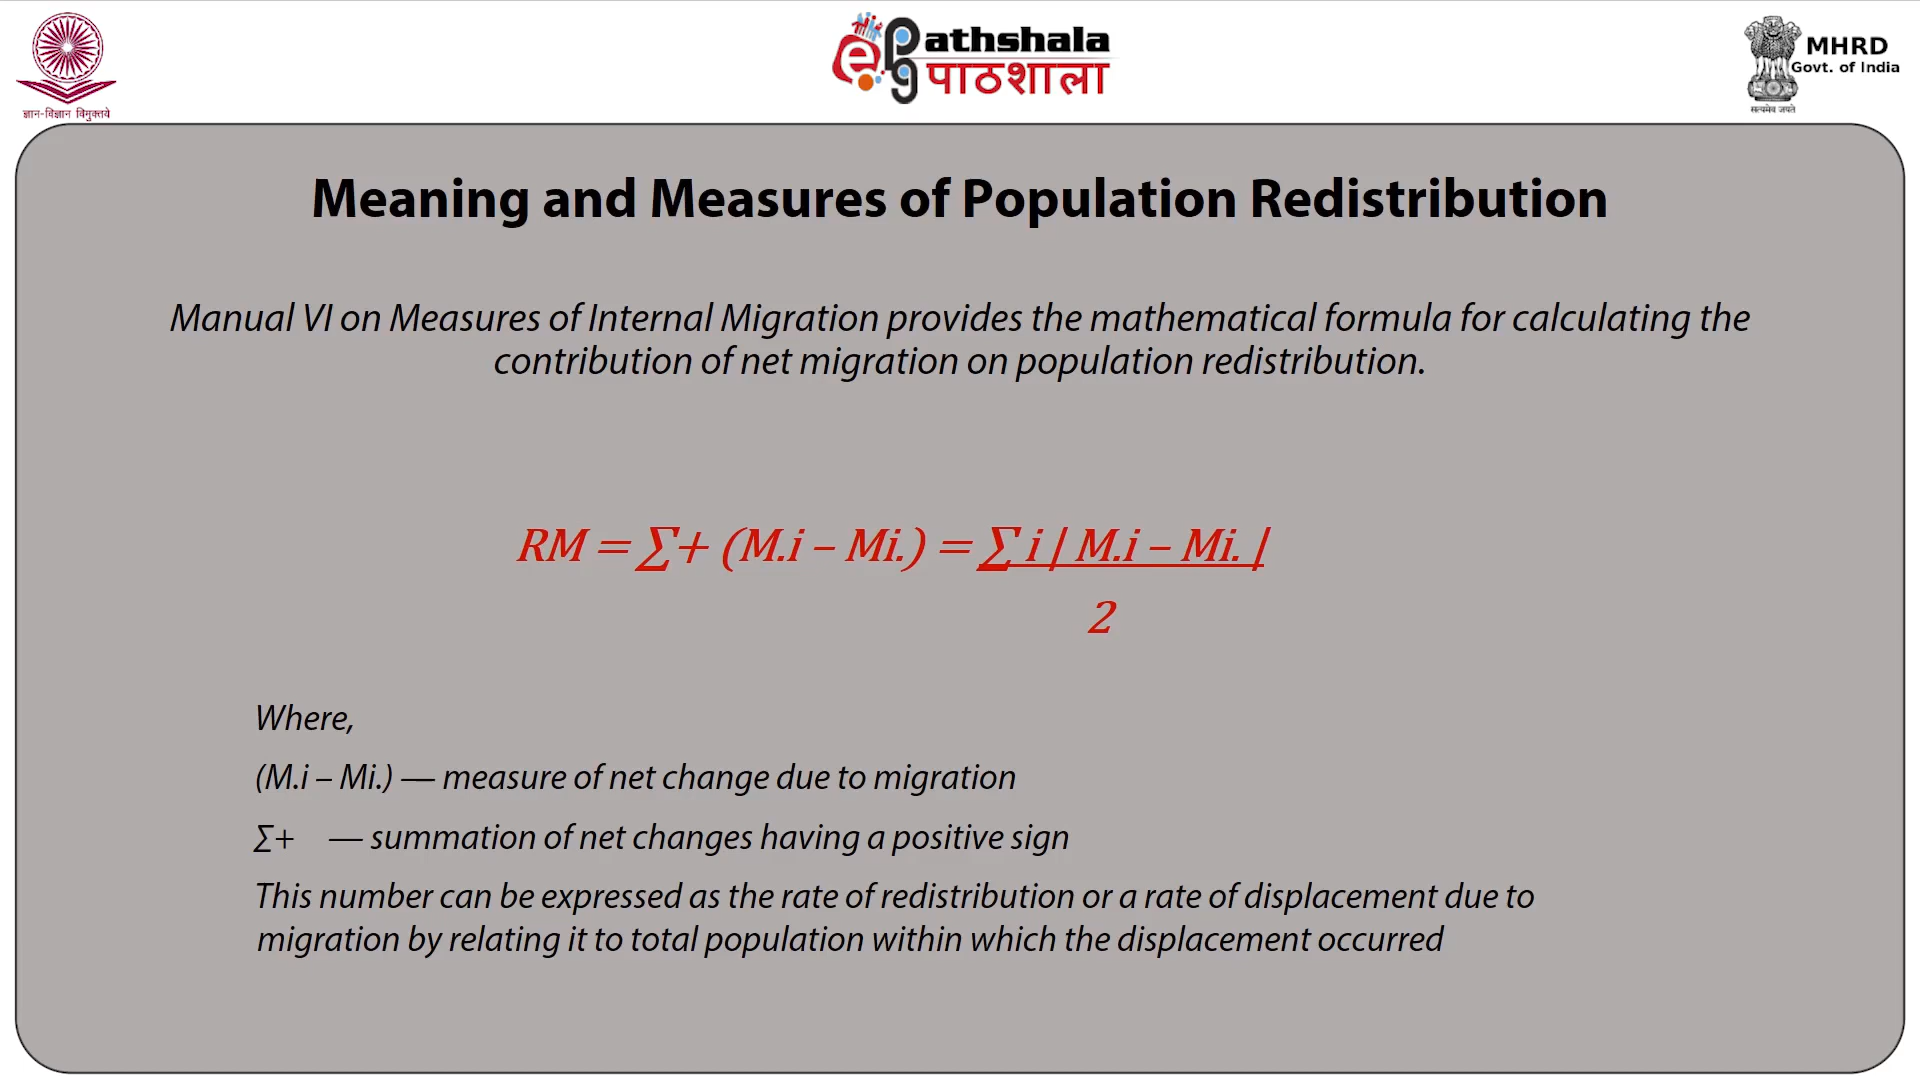 ज्ञान-विज्ञान विमुक्तये
ePg Pathshala
पाठशाला
MHRD
Govt. of India
सत्यमेव जयते
Meaning and Measures of Population Redistribution
Manual VI on Measures of Internal Migration provides the mathematical formula for calculating the
contribution of net migration on population redistribution.
RM = ∑+ (M.i – Mi.) = ∑ i | M.i – Mi. |
2
Where,
(M.i – Mi.) — measure of net change due to migration
∑+ — summation of net changes having a positive sign
This number can be expressed as the rate of redistribution or a rate of displacement due to
migration by relating it to total population within which the displacement occurred